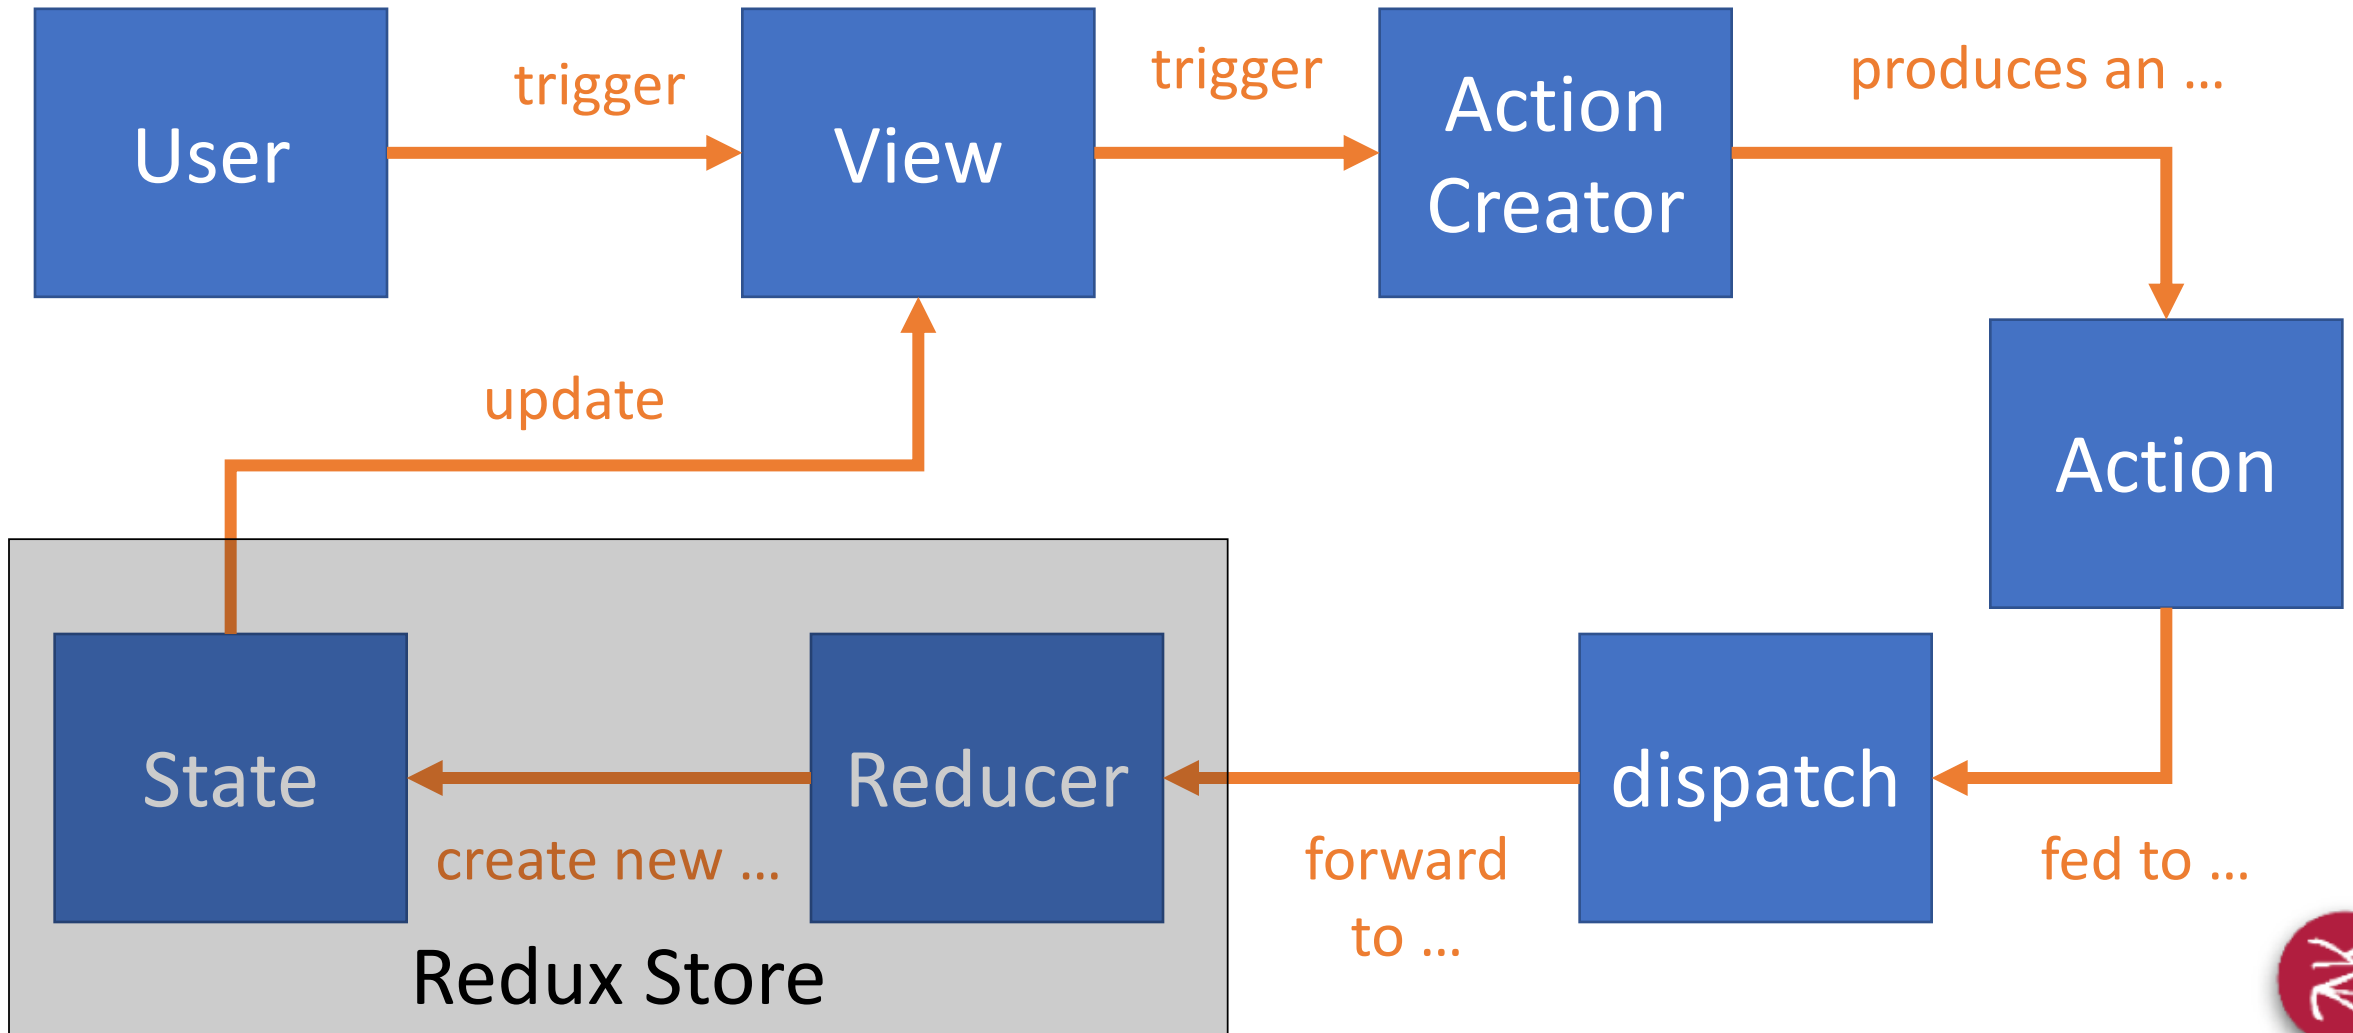 User
trigger
View
trigger
Action
Creator
produces an ...
Action
update
State
create new ...
Reducer
forward
to ...
dispatch
fed to ...
Redux Store